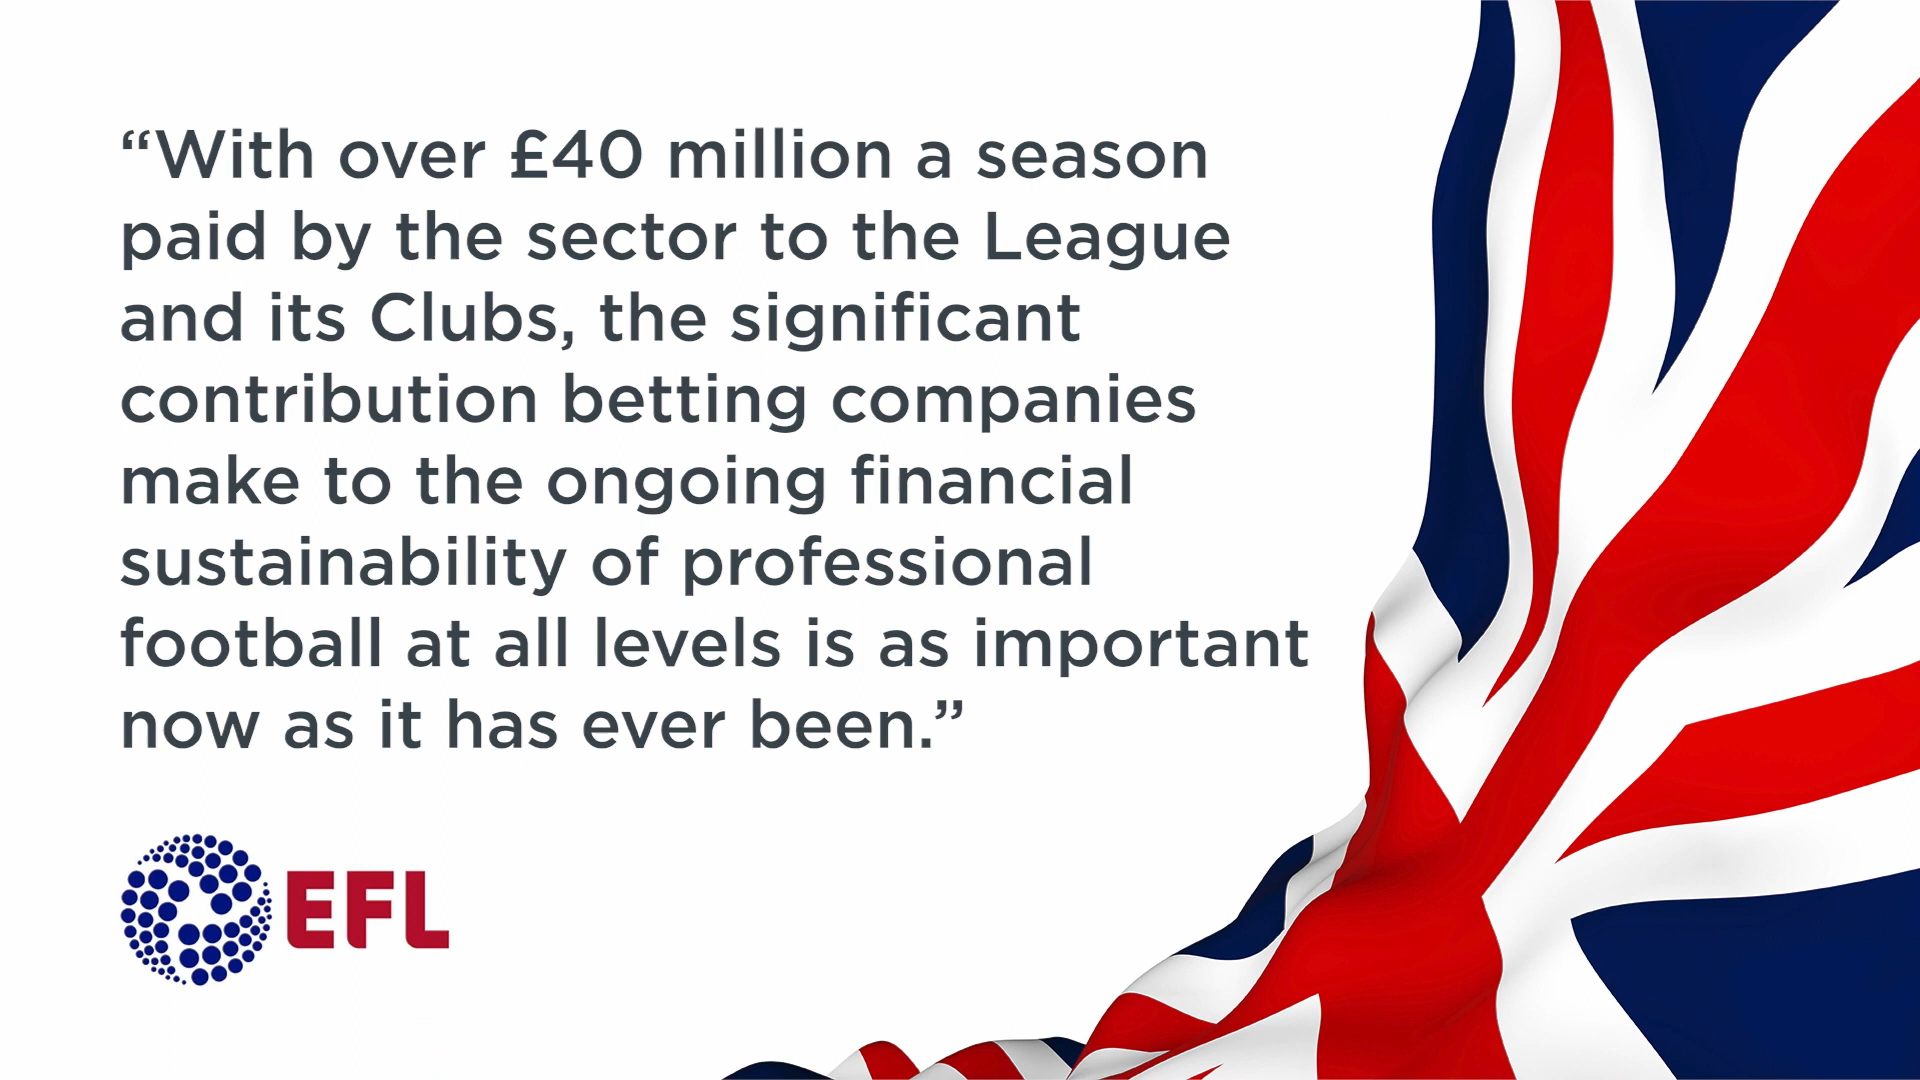 “With over £40 million a season
paid by the sector to the League
and its Clubs, the significant
contribution betting companies
make to the ongoing financial
sustainability of professional
football at all levels is as important
now as it has ever been.”
EFL